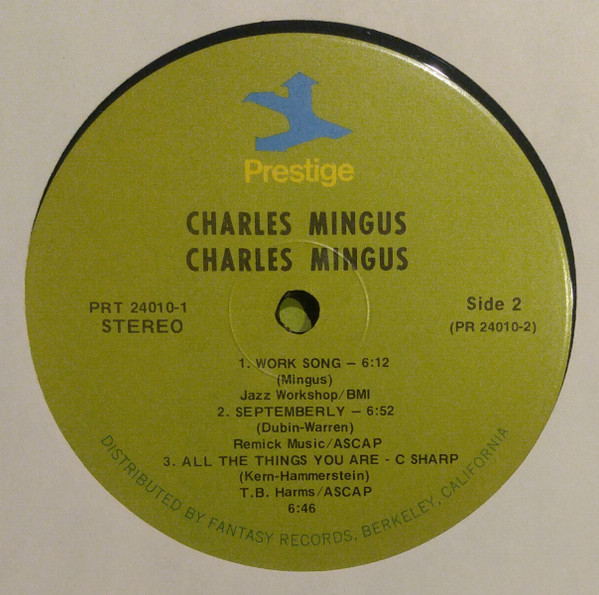 Prestige
CHARLES MINGUS
CHARLES MINGUS
PRT 24010-1
STEREO
Side 2
(PR 24010-2)
1. WORK SONG — 6:12
(Mingus)
Jazz Workshop/BMI
2. SEPTEMBERLY — 6:52
(Dubin-Warren)
Remick Music/ASCAP
3. ALL THE THINGS YOU ARE - C SHARP
(Kern-Hammerstein)
T.B. Harms/ASCAP
6:46
DISTRIBUTED BY FANTASY RECORDS, BERKELEY, CALIFORNIA